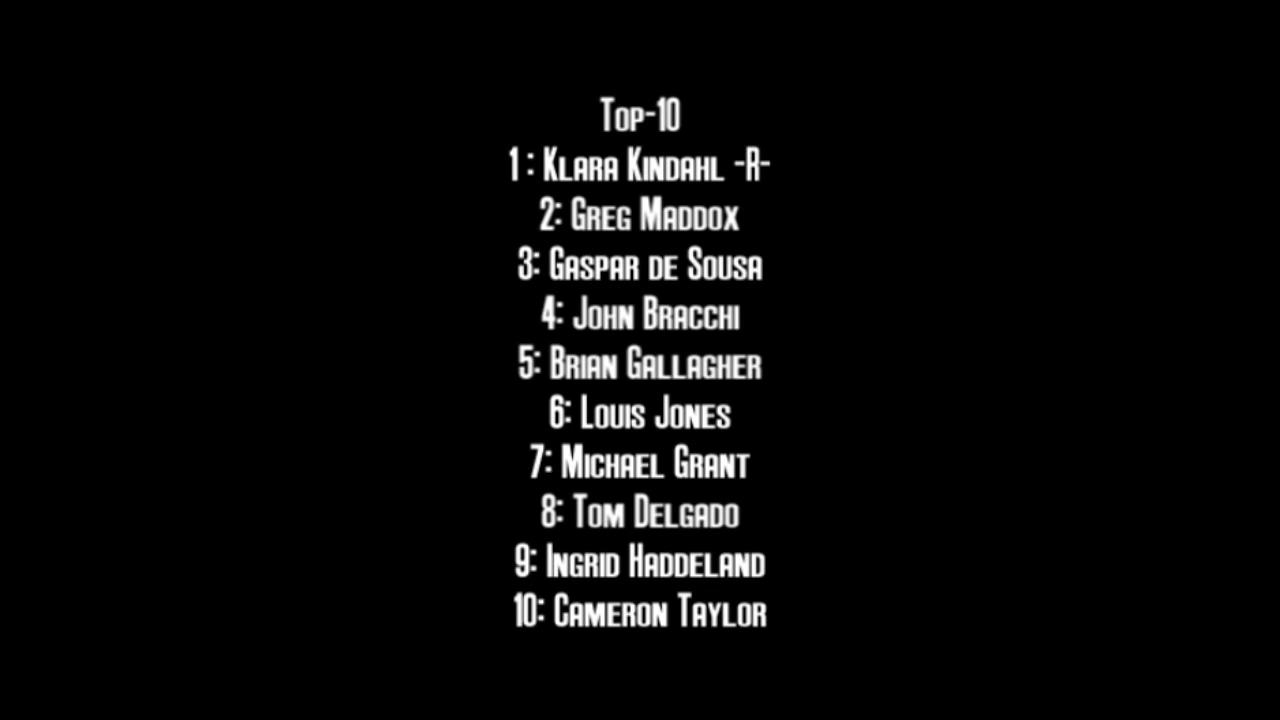 Top-10
1 : Klara Kindahl -R-
2: Greg Maddox
3: Gaspar de Sousa
4: John Bracchi
5: Brian Gallagher
6: Louis Jones
7: Michael Grant
8: Tom Delgado
9: Ingrid Haddeland
10: Cameron Taylor